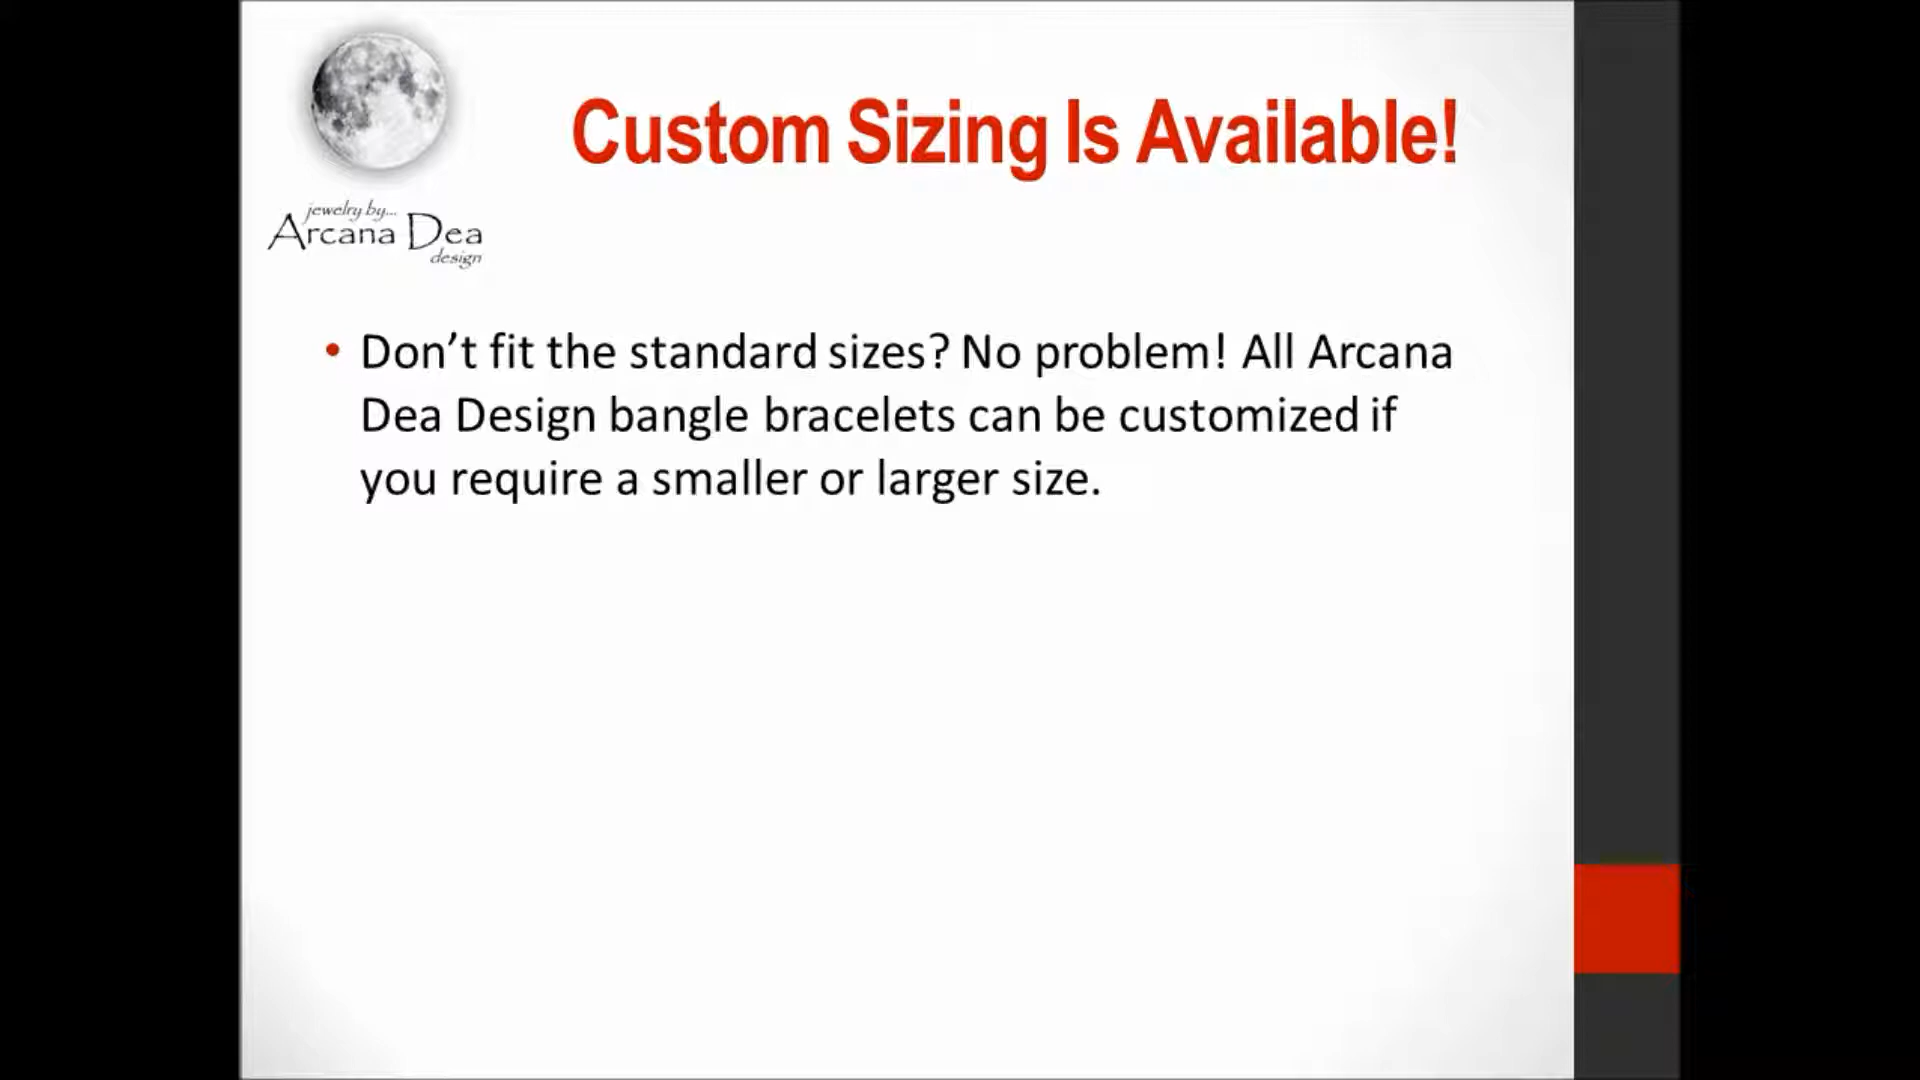 Custom Sizing Is Available!
jewelry by...
Arcana Dea
design
• Don’t fit the standard sizes? No problem! All Arcana
Dea Design bangle bracelets can be customized if
you require a smaller or larger size.